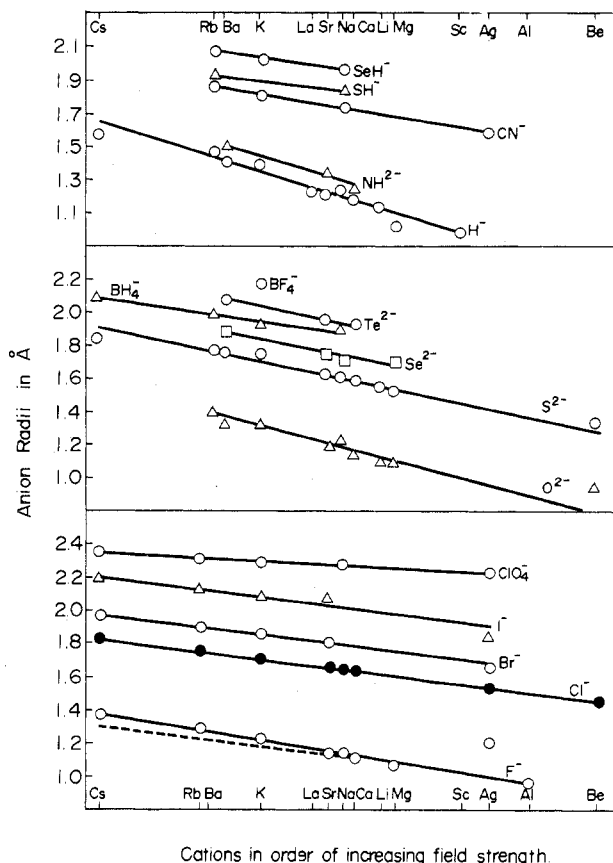 Cs Rb Ba K La Sr Na Ca Li Mg Sc Ag Al Be
2.1
1.9
1.7
1.5
1.3
1.1
SeH⁻
SH⁻
CN⁻
NH²⁻
H⁻
2.2
2.0
1.8
1.6
1.4
1.2
1.0
BH₄⁻
BF₄⁻
Te²⁻
Se²⁻
S²⁻
O²⁻
Anion Radii in Å
2.4
2.2
2.0
1.8
1.6
1.4
1.2
1.0
ClO₄⁻
I⁻
Br⁻
Cl⁻
F⁻
Cs Rb Ba K La Sr Na Ca Li Mg Sc Ag Al Be
Cations in order of increasing field strength.